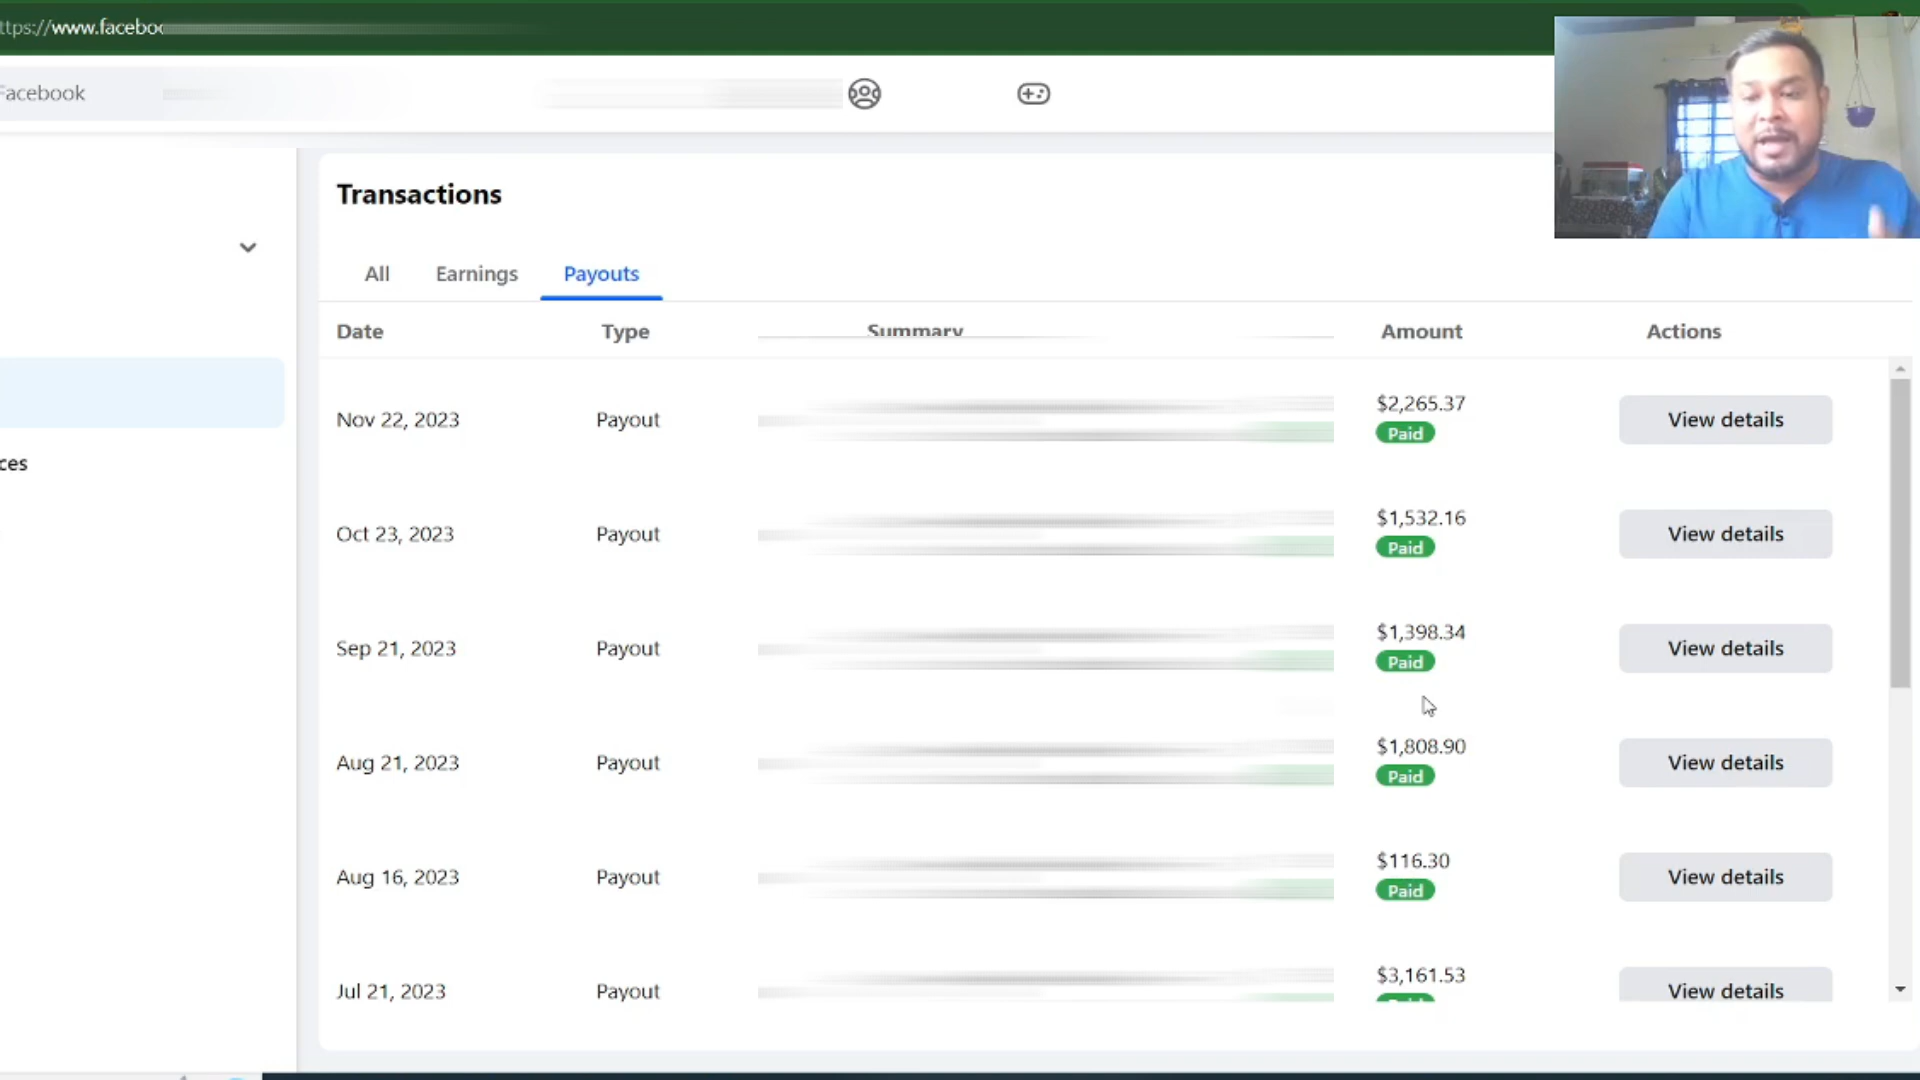 ttps://www.facebo
Facebook
ces
Transactions
All Earnings Payouts
Date Type Summary Amount Actions
Nov 22, 2023 Payout $2,265.37 Paid View details
Oct 23, 2023 Payout $1,532.16 Paid View details
Sep 21, 2023 Payout $1,398.34 Paid View details
Aug 21, 2023 Payout $1,808.90 Paid View details
Aug 16, 2023 Payout $116.30 Paid View details
Jul 21, 2023 Payout $3,161.53 View details